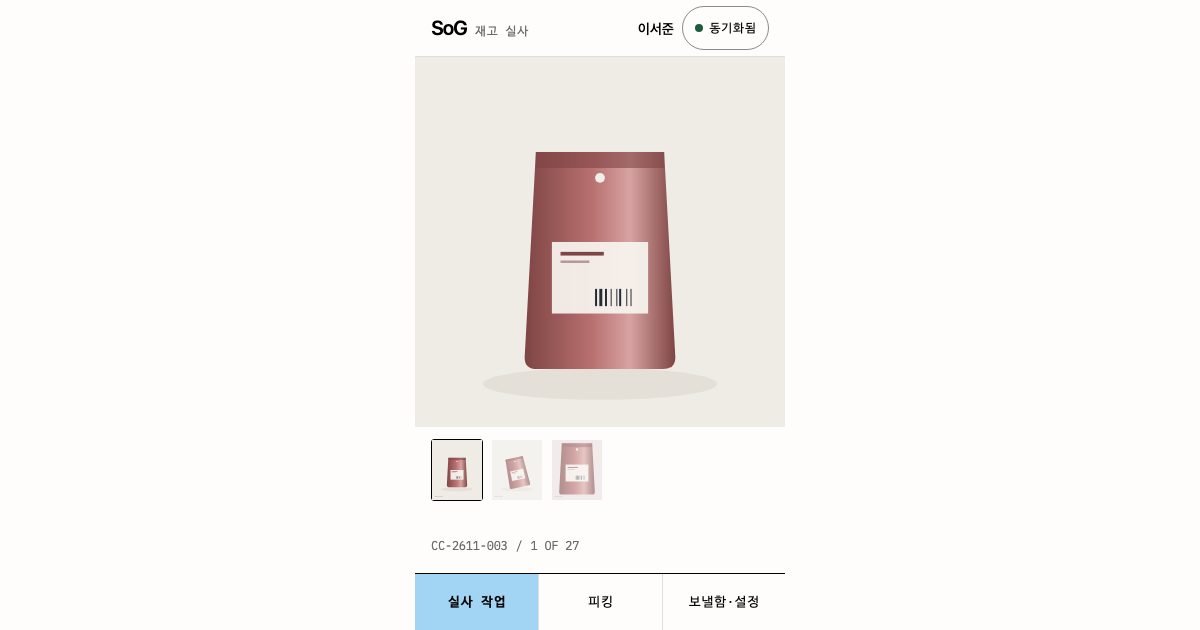 SoG 재고 실사
이서준
동기화됨
CC-2611-003 / 1 OF 27
실사 작업
피킹
보낼함·설정